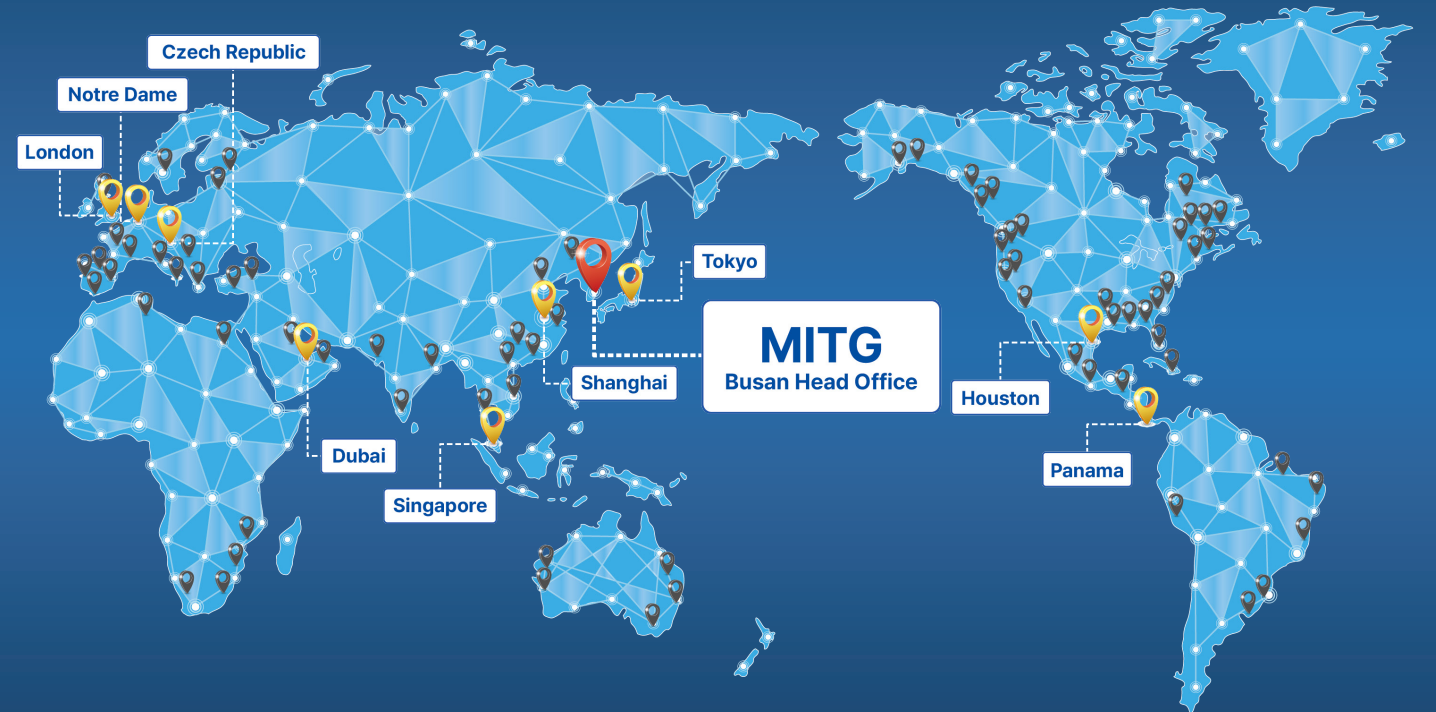 Czech Republic
Notre Dame
London
Tokyo
MITG
Busan Head Office
Shanghai
Houston
Dubai
Panama
Singapore